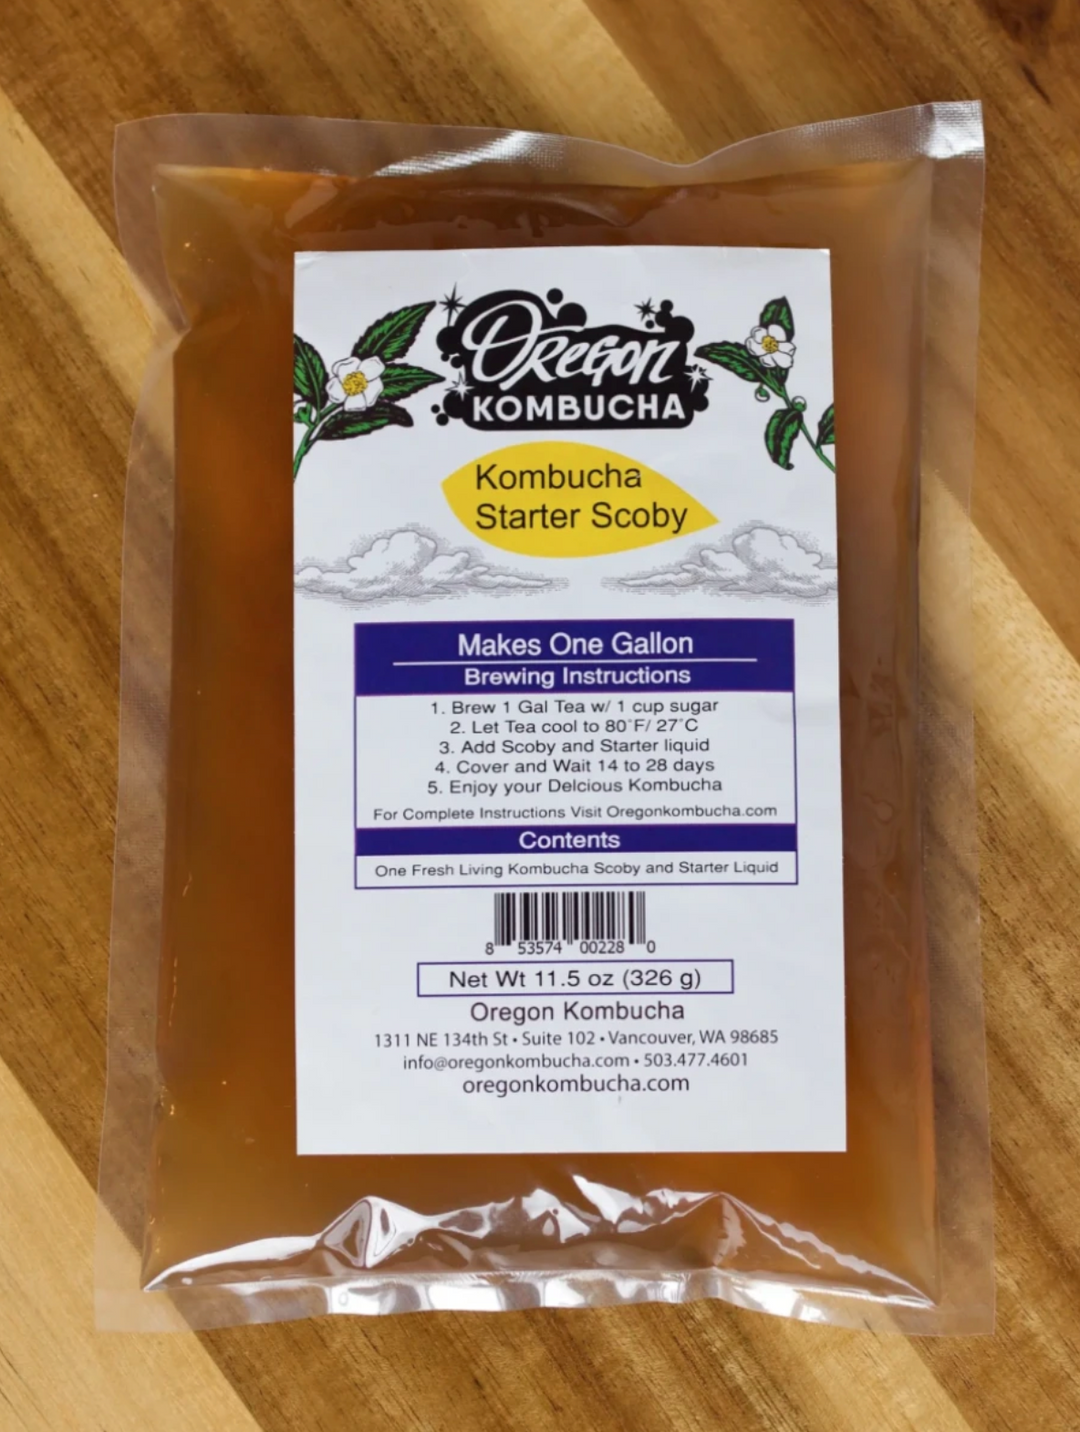 Oregon
KOMBUCHA
Kombucha
Starter Scoby
Makes One Gallon
Brewing Instructions
1. Brew 1 Gal Tea w/ 1 cup sugar
2. Let Tea cool to 80°F/ 27°C
3. Add Scoby and Starter liquid
4. Cover and Wait 14 to 28 days
5. Enjoy your Delcious Kombucha
For Complete Instructions Visit Oregonkombucha.com
Contents
One Fresh Living Kombucha Scoby and Starter Liquid
8 53574 00228 0
Net Wt 11.5 oz (326 g)
Oregon Kombucha
1311 NE 134th St • Suite 102 • Vancouver, WA 98685
info@oregonkombucha.com • 503.477.4601
oregonkombucha.com